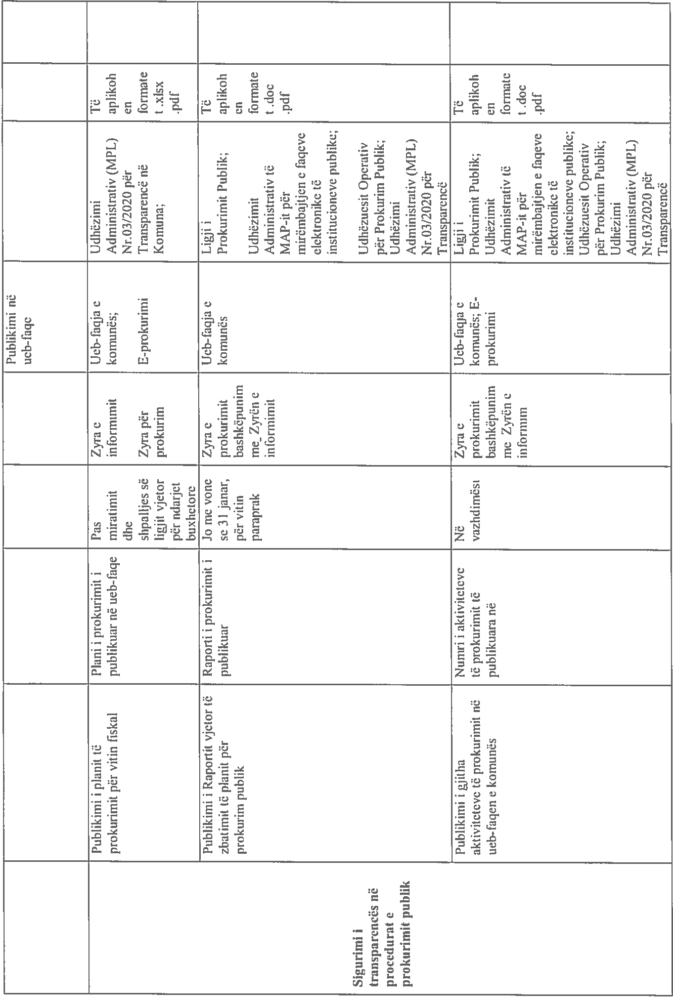 Publikimi në
ueb-faqe
Sigurimi i
transparencës në
procedurat e
prokurimit publik
Publikimi i planit të
prokurimit për vitin fiskal
Plani i prokurimit i
publikuar në ueb-faqe
Pas
miratimit
dhe
shpalljes së
ligjit vjetor
për ndarjet
buxhetore
Zyra e
informimit
Zyra për
prokurim
Ueb-faqja e
komunës;
E-prokurimi
Udhëzimi
Administrativ (MPL)
Nr.03/2020 për
Transparencë në
Komuna;
Të
aplikoh
en
formate
t .xlsx
.pdf
Publikimi i Raportit vjetor të
zbatimit të planit për
prokurim publik
Raporti i prokurimit i
publikuar
Jo me vone
se 31 janar,
për vitin
paraprak
Zyra e
prokurimit
bashkëpunim
me_Zyrën e
informimit
Ueb-faqja e
komunës
Ligji i
Prokurimit Publik;
Udhëzimit
Administrativ të
MAP-it për
mirëmbajtjen e faqeve
elektronike të
institucioneve publike;
Udhëzuesit Operativ
për Prokurim Publik;
Udhëzimi
Administrativ (MPL)
Nr.03/2020 për
Transparencë
Të
aplikoh
en
formate
t .doc
.pdf
Publikimi i gjitha
aktiviteteve të prokurimit në
ueb-faqen e komunës
Numri i aktiviteteve
të prokurimit të
publikuara në
Në
vazhdimësi
Zyra e
prokurimit
bashkëpunim
me Zyrën e
informim
Ueb-faqja e
komunës; E-
prokurimi
Ligji i
Prokurimit Publik;
Udhëzimit
Administrativ të
MAP-it për
mirëmbajtjen e faqeve
elektronike të
institucioneve publike;
Udhëzuesit Operativ
për Prokurim Publik;
Udhëzimi
Administrativ (MPL)
Nr.03/2020 për
Transparencë
Të
aplikoh
en
formate
t .doc
.pdf